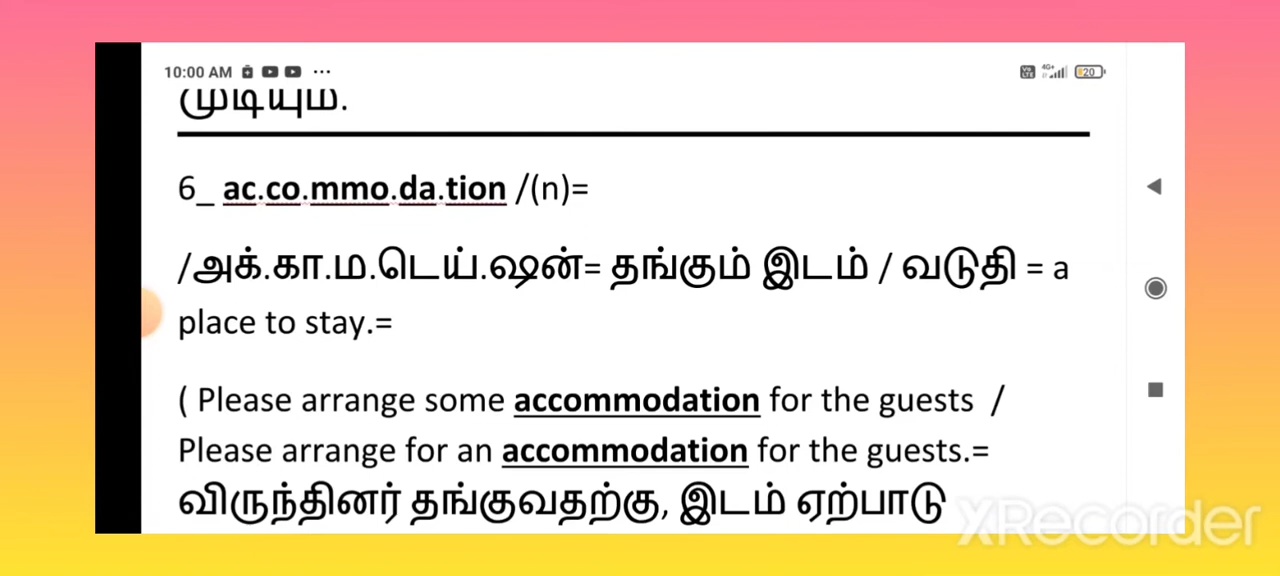 10:00 AM ... 4G+ 20
முடியும்.
6_ ac.co.mmo.da.tion /(n)=
/அக்.கா.ம.டெய்.ஷன்= தங்கும் இடம் / வடுதி = a
place to stay.=
( Please arrange some accommodation for the guests /
Please arrange for an accommodation for the guests.=
விருந்தினர் தங்குவதற்கு, இடம் ஏற்பாடு
XRecorder